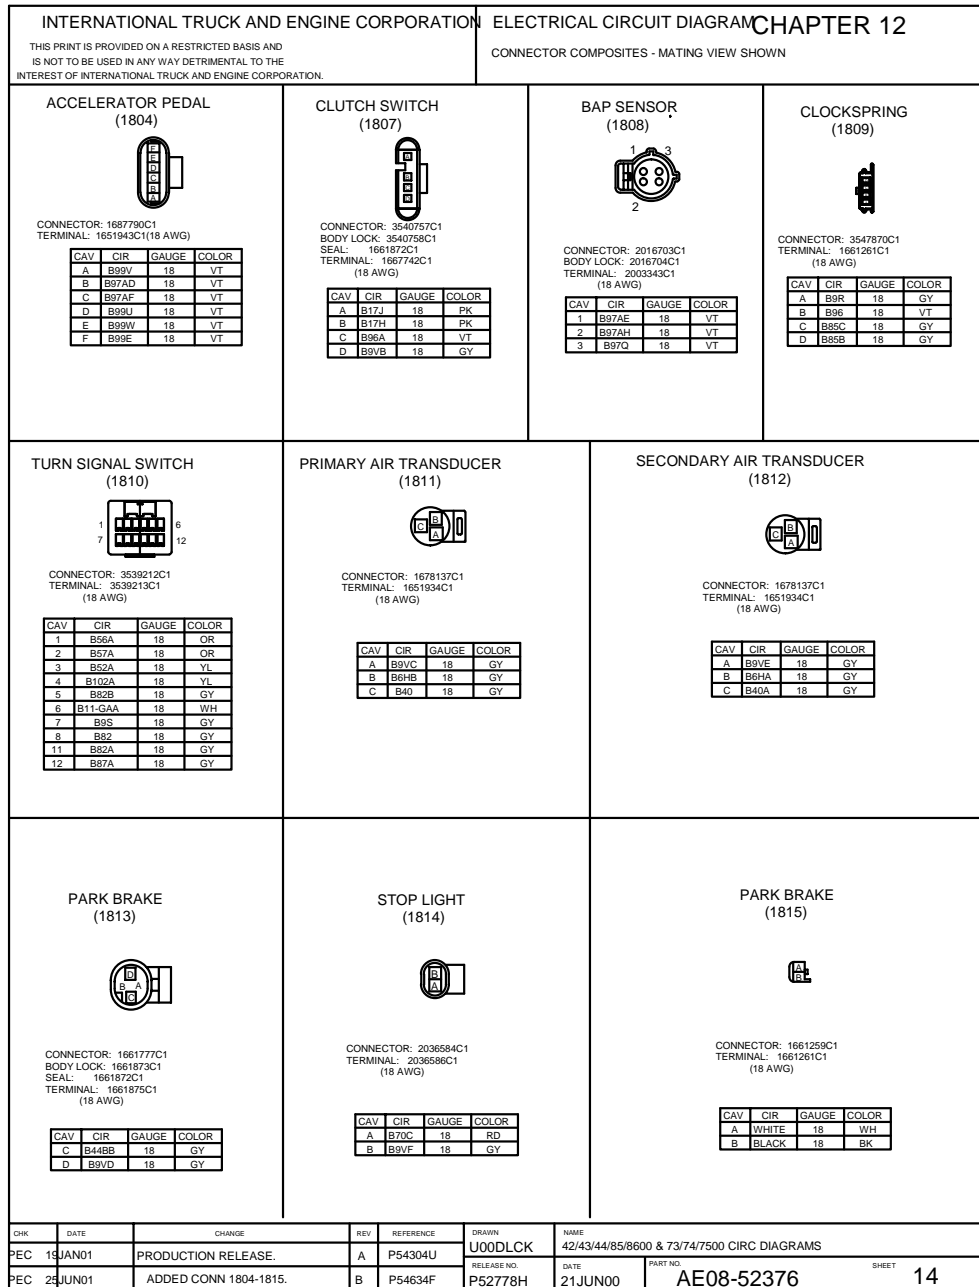 INTERNATIONAL TRUCK AND ENGINE CORPORATION
THIS PRINT IS PROVIDED ON A RESTRICTED BASIS AND
IS NOT TO BE USED IN ANY WAY DETRIMENTAL TO THE
INTEREST OF INTERNATIONAL TRUCK AND ENGINE CORPORATION.
ELECTRICAL CIRCUIT DIAGRAM CHAPTER 12
CONNECTOR COMPOSITES - MATING VIEW SHOWN
ACCELERATOR PEDAL
(1804)
F
E
D
C
B
A
CONNECTOR: 1687790C1
TERMINAL: 1651943C1(18 AWG)
CAV CIR GAUGE COLOR
A B99V 18 VT
B B97AD 18 VT
C B97AF 18 VT
D B99U 18 VT
E B99W 18 VT
F B99E 18 VT
CLUTCH SWITCH
(1807)
A
B
CONNECTOR: 3540757C1
BODY LOCK: 3540758C1
SEAL: 1661872C1
TERMINAL: 1667742C1
(18 AWG)
CAV CIR GAUGE COLOR
A B17J 18 PK
B B17H 18 PK
C B96A 18 VT
D B9VB 18 GY
BAP SENSOR
(1808)
1 3
2
CONNECTOR: 2016703C1
BODY LOCK: 2016704C1
TERMINAL: 2003343C1
(18 AWG)
CAV CIR GAUGE COLOR
1 B97AE 18 VT
2 B97AH 18 VT
3 B97Q 18 VT
CLOCKSPRING
(1809)
CONNECTOR: 3547870C1
TERMINAL: 1661261C1
(18 AWG)
CAV CIR GAUGE COLOR
A B9R 18 GY
B B96 18 VT
C B85C 18 GY
D B85B 18 GY
TURN SIGNAL SWITCH
(1810)
1 6
7 12
CONNECTOR: 3539212C1
TERMINAL: 3539213C1
(18 AWG)
CAV CIR GAUGE COLOR
1 B56A 18 OR
2 B57A 18 OR
3 B52A 18 YL
4 B102A 18 YL
5 B82B 18 GY
6 B11-GAA 18 WH
7 B9S 18 GY
8 B82 18 GY
11 B82A 18 GY
12 B87A 18 GY
PRIMARY AIR TRANSDUCER
(1811)
B
C
A
CONNECTOR: 1678137C1
TERMINAL: 1651934C1
(18 AWG)
CAV CIR GAUGE COLOR
A B9VC 18 GY
B B6HB 18 GY
C B40 18 GY
SECONDARY AIR TRANSDUCER
(1812)
B
C
A
CONNECTOR: 1678137C1
TERMINAL: 1651934C1
(18 AWG)
CAV CIR GAUGE COLOR
A B9VE 18 GY
B B6HA 18 GY
C B40A 18 GY
PARK BRAKE
(1813)
D
B A
C
CONNECTOR: 1661777C1
BODY LOCK: 1661873C1
SEAL: 1661872C1
TERMINAL: 1661875C1
(18 AWG)
CAV CIR GAUGE COLOR
C B44BB 18 GY
D B9VD 18 GY
STOP LIGHT
(1814)
B
A
CONNECTOR: 2036584C1
TERMINAL: 2036586C1
(18 AWG)
CAV CIR GAUGE COLOR
A B70C 18 RD
B B9VF 18 GY
PARK BRAKE
(1815)
A
B
CONNECTOR: 1661259C1
TERMINAL: 1661261C1
(18 AWG)
CAV CIR GAUGE COLOR
A WHITE 18 WH
B BLACK 18 BK
CHK DATE CHANGE REV REFERENCE
PEC 19JAN01 PRODUCTION RELEASE. A P54304U
PEC 25JUN01 ADDED CONN 1804-1815. B P54634F
DRAWN
U00DLCK
NAME
42/43/44/85/8600 & 73/74/7500 CIRC DIAGRAMS
RELEASE NO.
P52778H
DATE
21JUN00
PART NO.
AE08-52376
SHEET 14